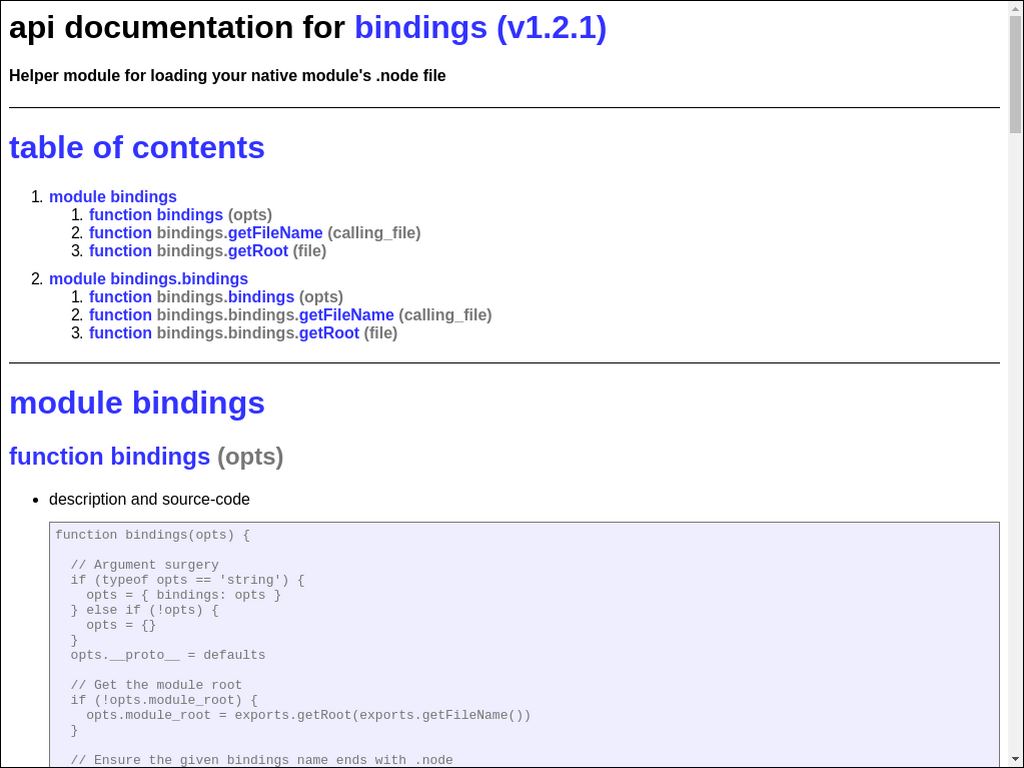 api documentation for bindings (v1.2.1)
Helper module for loading your native module's .node file
table of contents
1. module bindings
1. function bindings (opts)
2. function bindings.getFileName (calling_file)
3. function bindings.getRoot (file)
2. module bindings.bindings
1. function bindings.bindings (opts)
2. function bindings.bindings.getFileName (calling_file)
3. function bindings.bindings.getRoot (file)
module bindings
function bindings (opts)
• description and source-code
function bindings(opts) {
  // Argument surgery
  if (typeof opts == 'string') {
    opts = { bindings: opts }
  } else if (!opts) {
    opts = {}
  }
  opts.__proto__ = defaults
  // Get the module root
  if (!opts.module_root) {
    opts.module_root = exports.getRoot(exports.getFileName())
  }
  // Ensure the given bindings name ends with .node